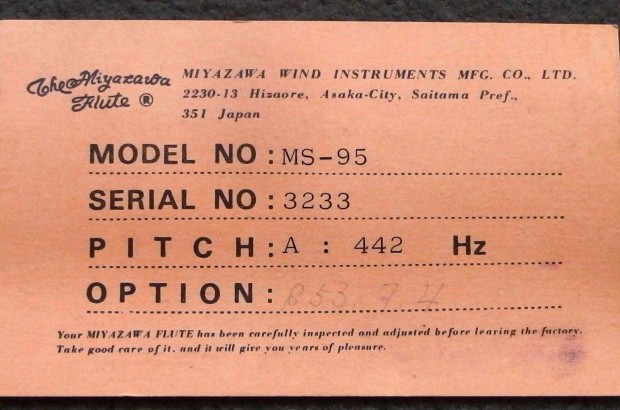 The Miyazawa
Flute ®
MIYAZAWA WIND INSTRUMENTS MFG. CO., LTD.
2230-13 Hizaore, Asaka-City, Saitama Pref.,
351 Japan
MODEL NO : MS-95
SERIAL NO : 3233
PITCH : A : 442 Hz
OPTION :
Your MIYAZAWA FLUTE has been carefully inspected and adjusted before leaving the factory.
Take good care of it, and it will give you years of pleasure.